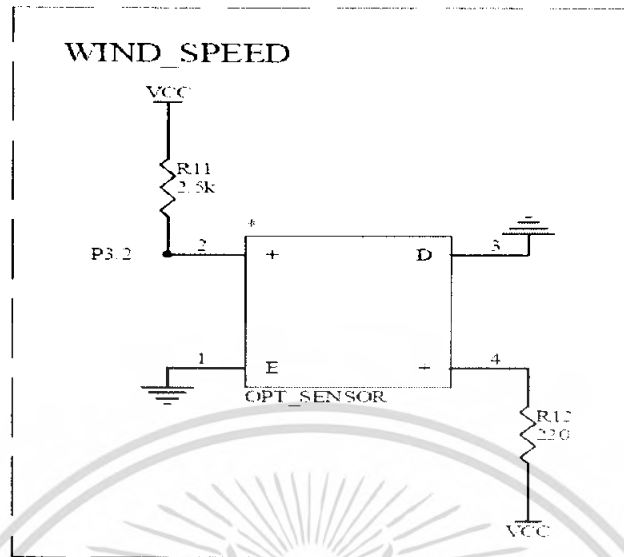 WIND_SPEED
VCC
R11
2.5k
*
P3.2 2 + D 3
1 E + 4
OPT_SENSOR
R12
220
VCC